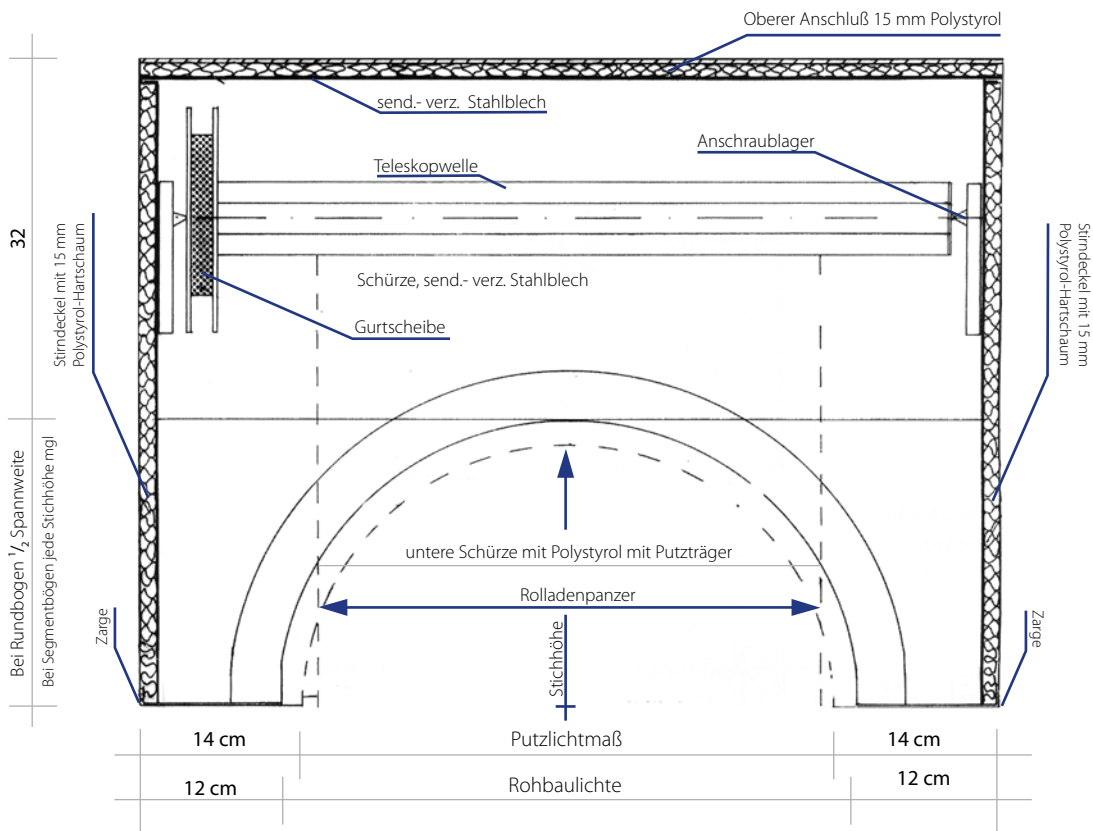 Oberer Anschluß 15 mm Polystyrol
send.- verz. Stahlblech
Anschraublager
Teleskopwelle
32
Stirndeckel mit 15 mm
Polystyrol-Hartschaum
Schürze, send.- verz. Stahlblech
Gurtscheibe
Stirndeckel mit 15 mm
Polystyrol-Hartschaum
Bei Rundbogen ½ Spannweite
Bei Segmentbögen jede Stichhöhe mgl
untere Schürze mit Polystyrol mit Putzträger
Rolladenpanzer
Stichhöhe
Zarge
Zarge
14 cm
Putzlichtmaß
14 cm
12 cm
Rohbaulichte
12 cm